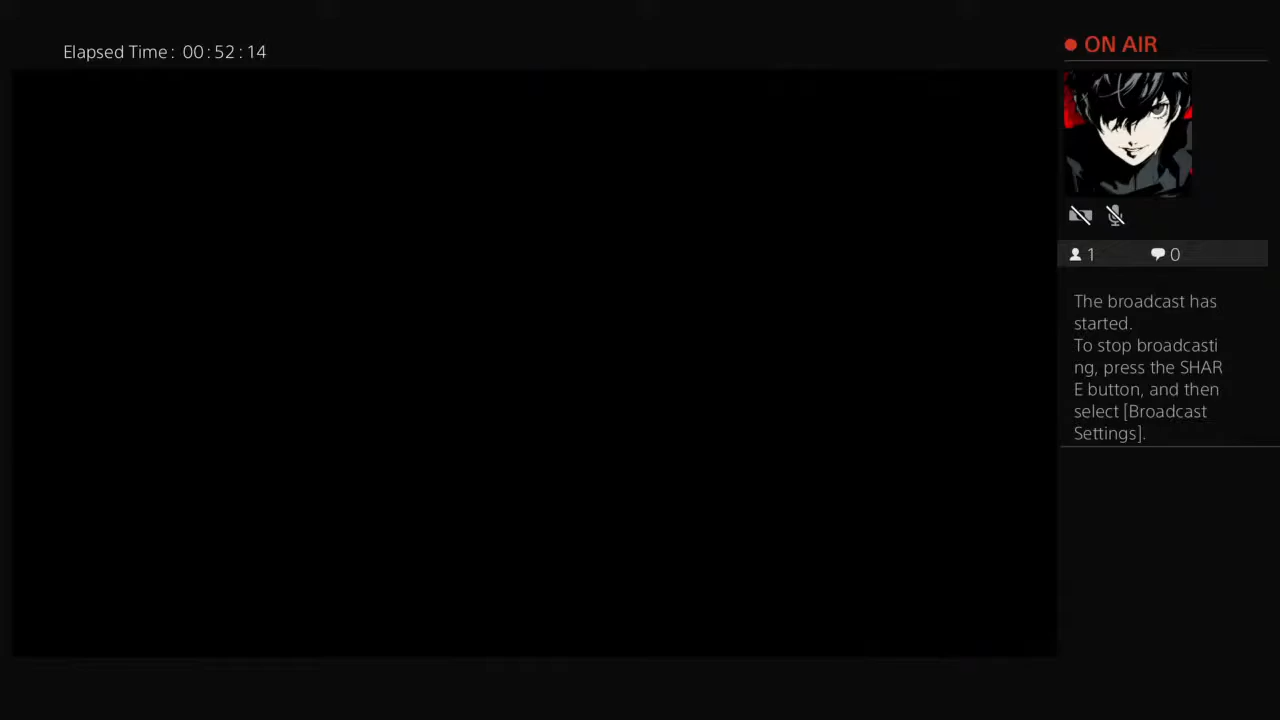 Elapsed Time: 00:52:14
ON AIR
1 0
The broadcast has
started.
To stop broadcasti
ng, press the SHAR
E button, and then
select [Broadcast
Settings].